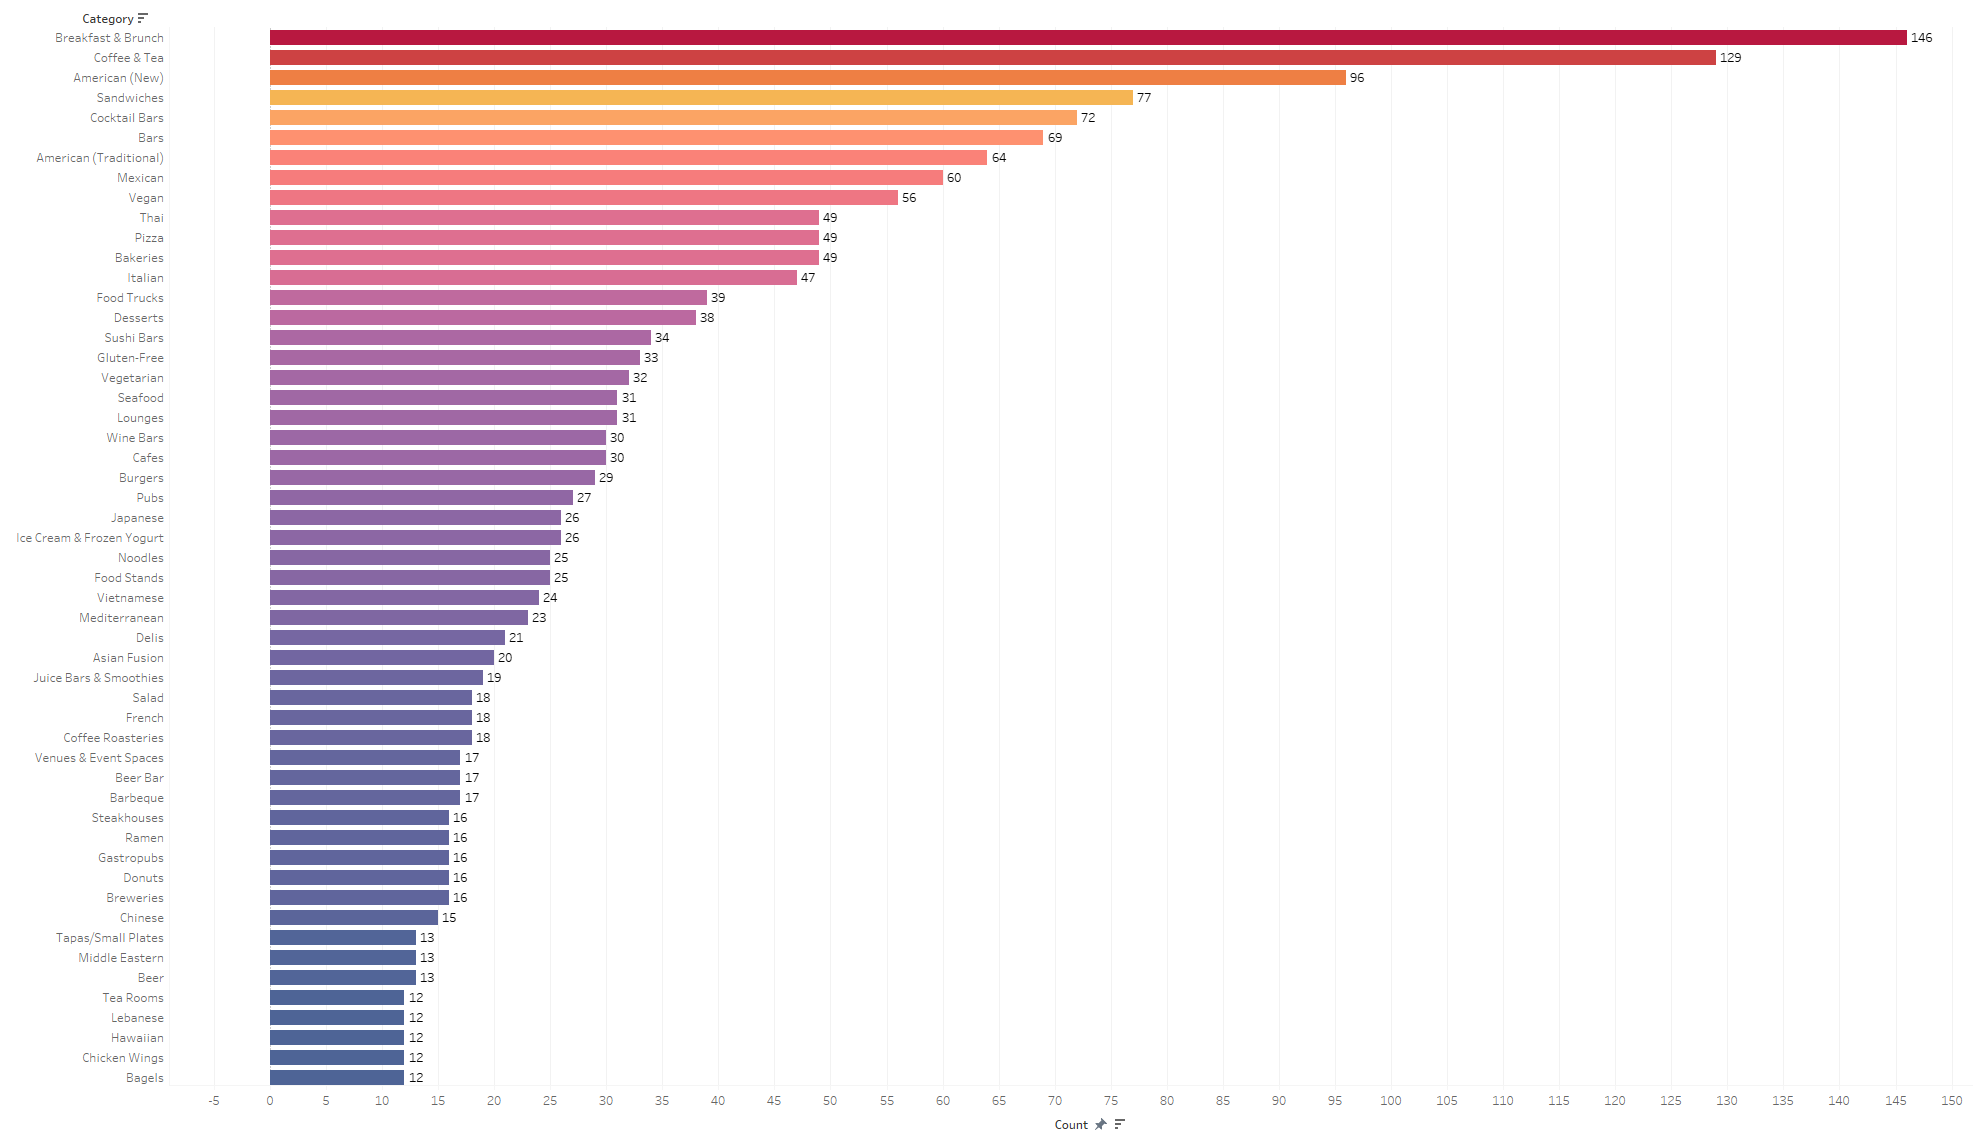 Category
Breakfast & Brunch 146
Coffee & Tea 129
American (New) 96
Sandwiches 77
Cocktail Bars 72
Bars 69
American (Traditional) 64
Mexican 60
Vegan 56
Thai 49
Pizza 49
Bakeries 49
Italian 47
Food Trucks 39
Desserts 38
Sushi Bars 34
Gluten-Free 33
Vegetarian 32
Seafood 31
Lounges 31
Wine Bars 30
Cafes 30
Burgers 29
Pubs 27
Japanese 26
Ice Cream & Frozen Yogurt 26
Noodles 25
Food Stands 25
Vietnamese 24
Mediterranean 23
Delis 21
Asian Fusion 20
Juice Bars & Smoothies 19
Salad 18
French 18
Coffee Roasteries 18
Venues & Event Spaces 17
Beer Bar 17
Barbeque 17
Steakhouses 16
Ramen 16
Gastropubs 16
Donuts 16
Breweries 16
Chinese 15
Tapas/Small Plates 13
Middle Eastern 13
Beer 13
Tea Rooms 12
Lebanese 12
Hawaiian 12
Chicken Wings 12
Bagels 12
-5 0 5 10 15 20 25 30 35 40 45 50 55 60 65 70 75 80 85 90 95 100 105 110 115 120 125 130 135 140 145 150
Count